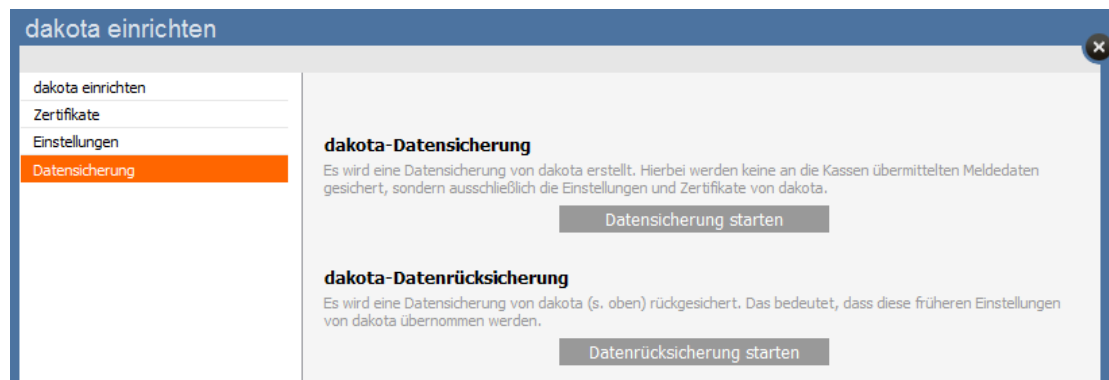 dakota einrichten
dakota einrichten
Zertifikate
Einstellungen
Datensicherung
dakota-Datensicherung
Es wird eine Datensicherung von dakota erstellt. Hierbei werden keine an die Kassen übermittelten Meldedaten
gesichert, sondern ausschließlich die Einstellungen und Zertifikate von dakota.
Datensicherung starten
dakota-Datenrücksicherung
Es wird eine Datensicherung von dakota (s. oben) rückgesichert. Das bedeutet, dass diese früheren Einstellungen
von dakota übernommen werden.
Datenrücksicherung starten